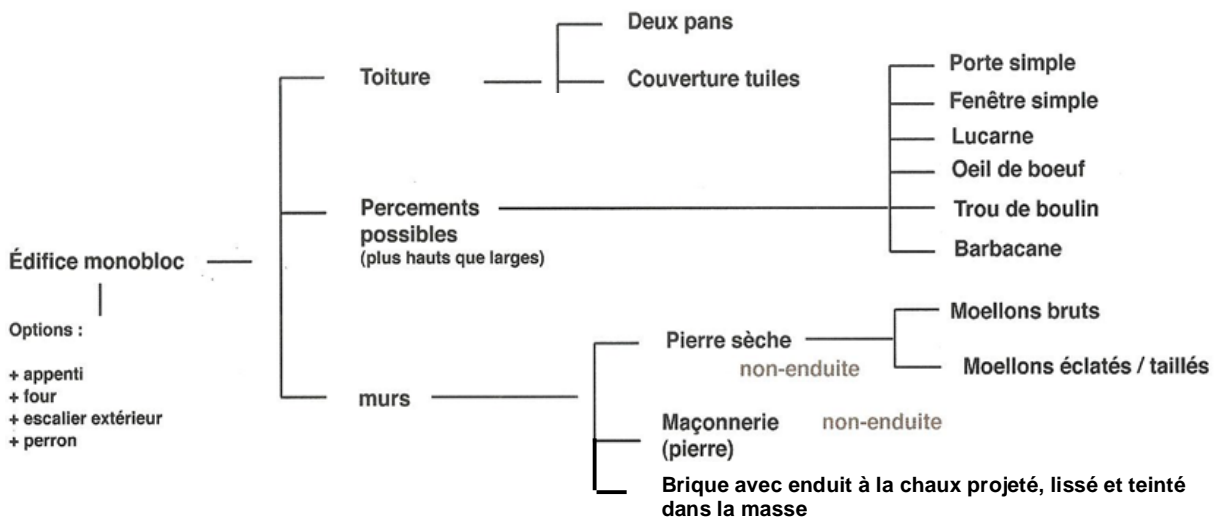 Édifice monobloc
Options :
+ appenti
+ four
+ escalier extérieur
+ perron
Toiture
Deux pans
Couverture tuiles
Percements
possibles
(plus hauts que larges)
Porte simple
Fenêtre simple
Lucarne
Oeil de boeuf
Trou de boulin
Barbacane
murs
Pierre sèche
non-enduite
Moellons bruts
Moellons éclatés / taillés
Maçonnerie non-enduite
(pierre)
Brique avec enduit à la chaux projeté, lissé et teinté
dans la masse